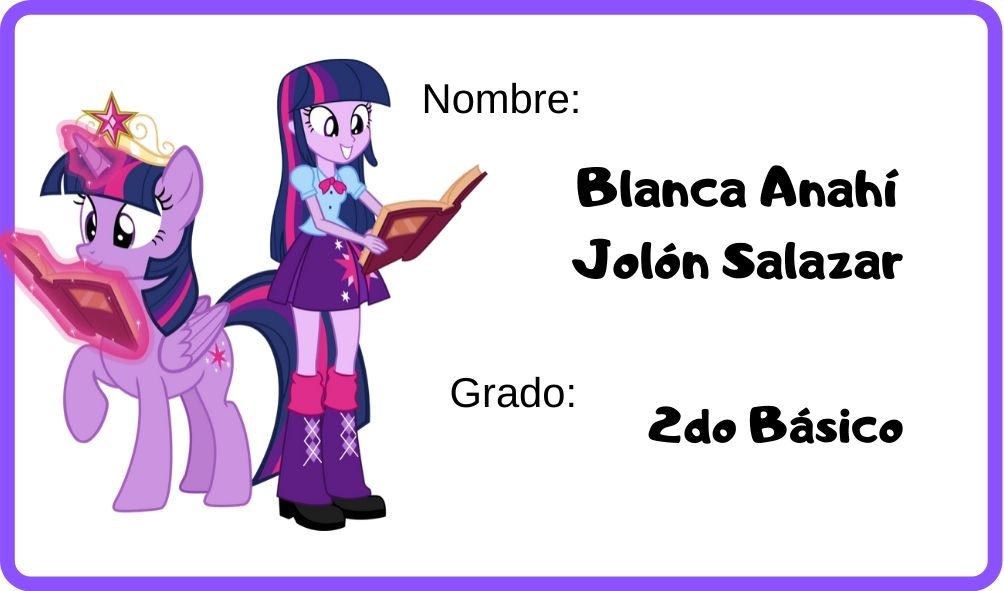 Nombre:
Blanca Anahí
Jolón Salazar
Grado:
2do Básico